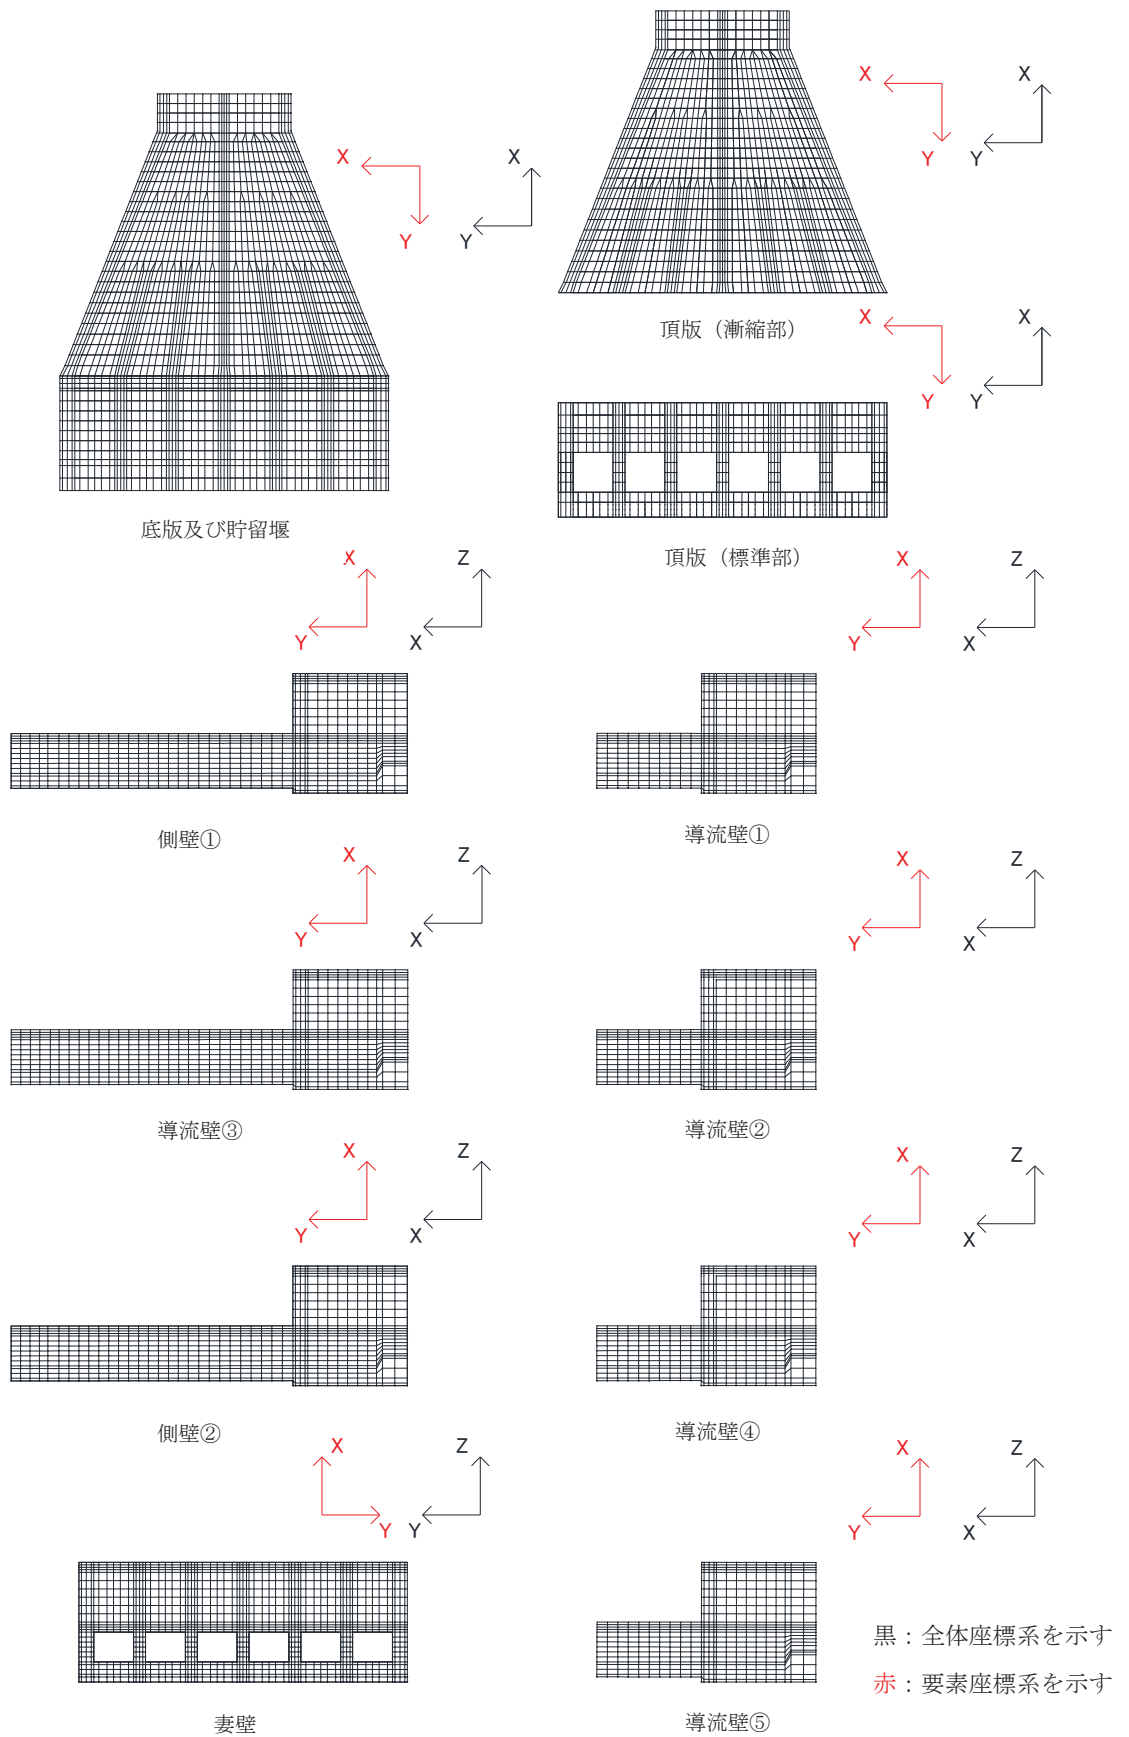 X
X
Y
Y
X
X
Y
Y
頂版（漸縮部）
X
X
Y
Y
底版及び貯留堰
頂版（標準部）
X
Z
Y
X
X
Z
Y
X
側壁①
導流壁①
X
Z
Y
X
X
Z
Y
X
導流壁③
導流壁②
X
Z
Y
X
X
Z
Y
X
側壁②
導流壁④
X
Z
Y
Y
X
Z
Y
X
黒：全体座標系を示す
赤：要素座標系を示す
妻壁
導流壁⑤